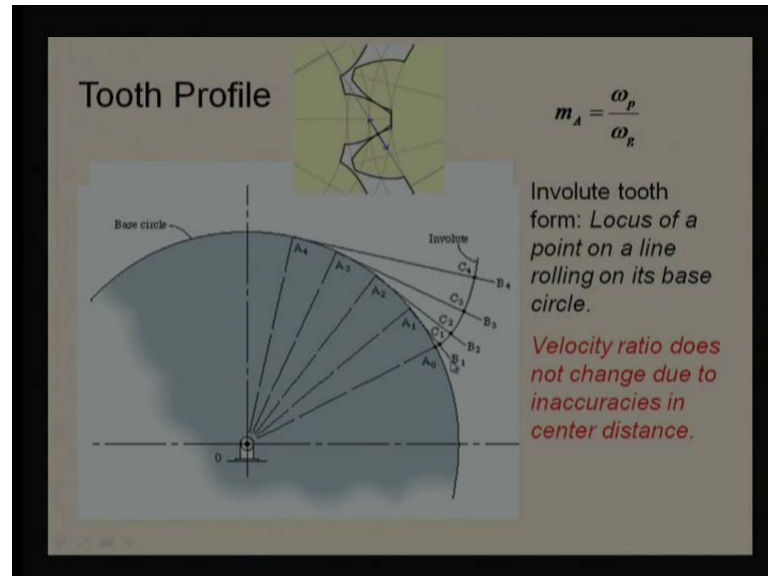 Tooth Profile
m_A = ω_p / ω_g
Involute tooth
form: Locus of a
point on a line
rolling on its base
circle.
Velocity ratio does
not change due to
inaccuracies in
center distance.
Base circle
Involute
A4
A3
A2
A1
A0
C4
C3
C2
C1
B4
B3
B2
B1
0